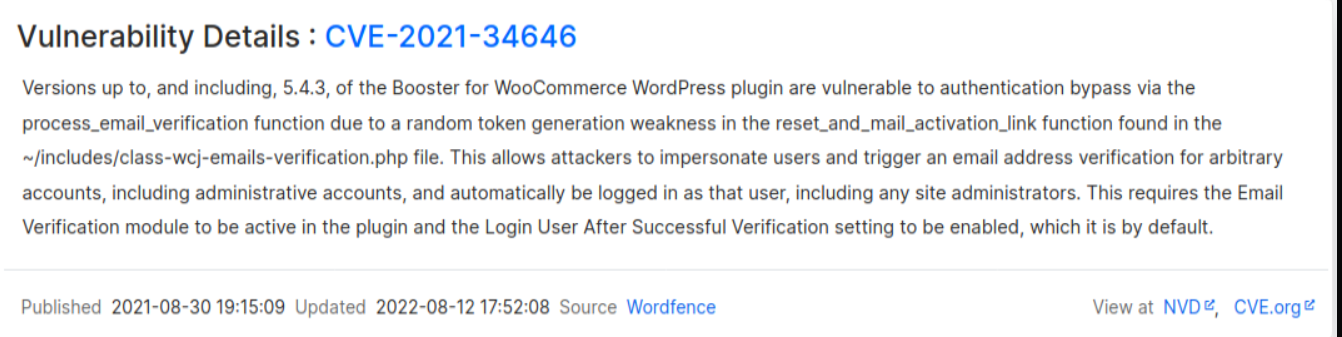 Vulnerability Details : CVE-2021-34646
Versions up to, and including, 5.4.3, of the Booster for WooCommerce WordPress plugin are vulnerable to authentication bypass via the
process_email_verification function due to a random token generation weakness in the reset_and_mail_activation_link function found in the
~/includes/class-wcj-emails-verification.php file. This allows attackers to impersonate users and trigger an email address verification for arbitrary
accounts, including administrative accounts, and automatically be logged in as that user, including any site administrators. This requires the Email
Verification module to be active in the plugin and the Login User After Successful Verification setting to be enabled, which it is by default.
Published 2021-08-30 19:15:09 Updated 2022-08-12 17:52:08 Source Wordfence View at NVD, CVE.org